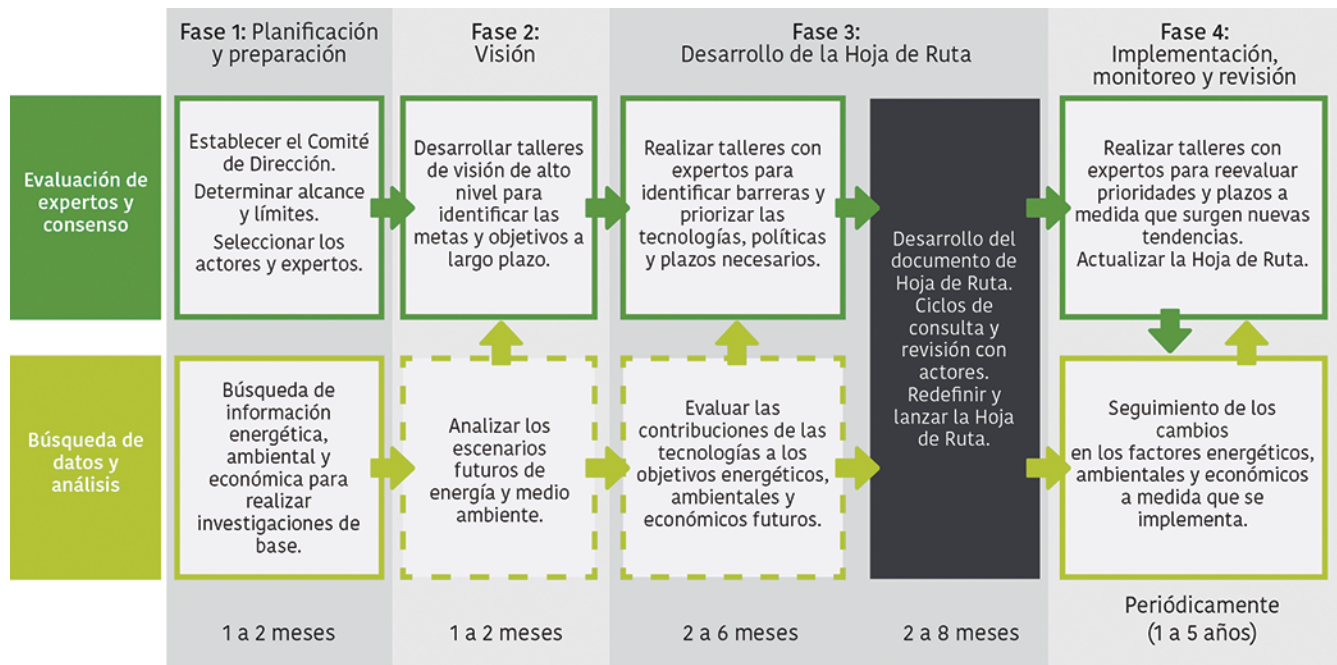 Fase 1: Planificación
y preparación
Fase 2:
Visión
Fase 3:
Desarrollo de la Hoja de Ruta
Fase 4:
Implementación,
monitoreo y revisión
Evaluación de
expertos y
consenso
Establecer el Comité
de Dirección.
Determinar alcance
y límites.
Seleccionar los
actores y expertos.
Desarrollar talleres
de visión de alto
nivel para
identificar las
metas y objetivos a
largo plazo.
Realizar talleres con
expertos para
identificar barreras y
priorizar las
tecnologías, políticas
y plazos necesarios.
Desarrollo del
documento de
Hoja de Ruta.
Ciclos de
consulta y
revisión con
actores.
Redefinir y
lanzar la Hoja
de Ruta.
Realizar talleres con
expertos para reevaluar
prioridades y plazos a
medida que surgen nuevas
tendencias.
Actualizar la Hoja de Ruta.
Búsqueda de
datos y
análisis
Búsqueda de
información
energética,
ambiental y
económica para
realizar
investigaciones de
base.
Analizar los
escenarios
futuros de
energía y medio
ambiente.
Evaluar las
contribuciones de las
tecnologías a los
objetivos energéticos,
ambientales y
económicos futuros.
Seguimiento de los
cambios
en los factores energéticos,
ambientales y económicos
a medida que se
implementa.
1 a 2 meses
1 a 2 meses
2 a 6 meses
2 a 8 meses
Periódicamente
(1 a 5 años)